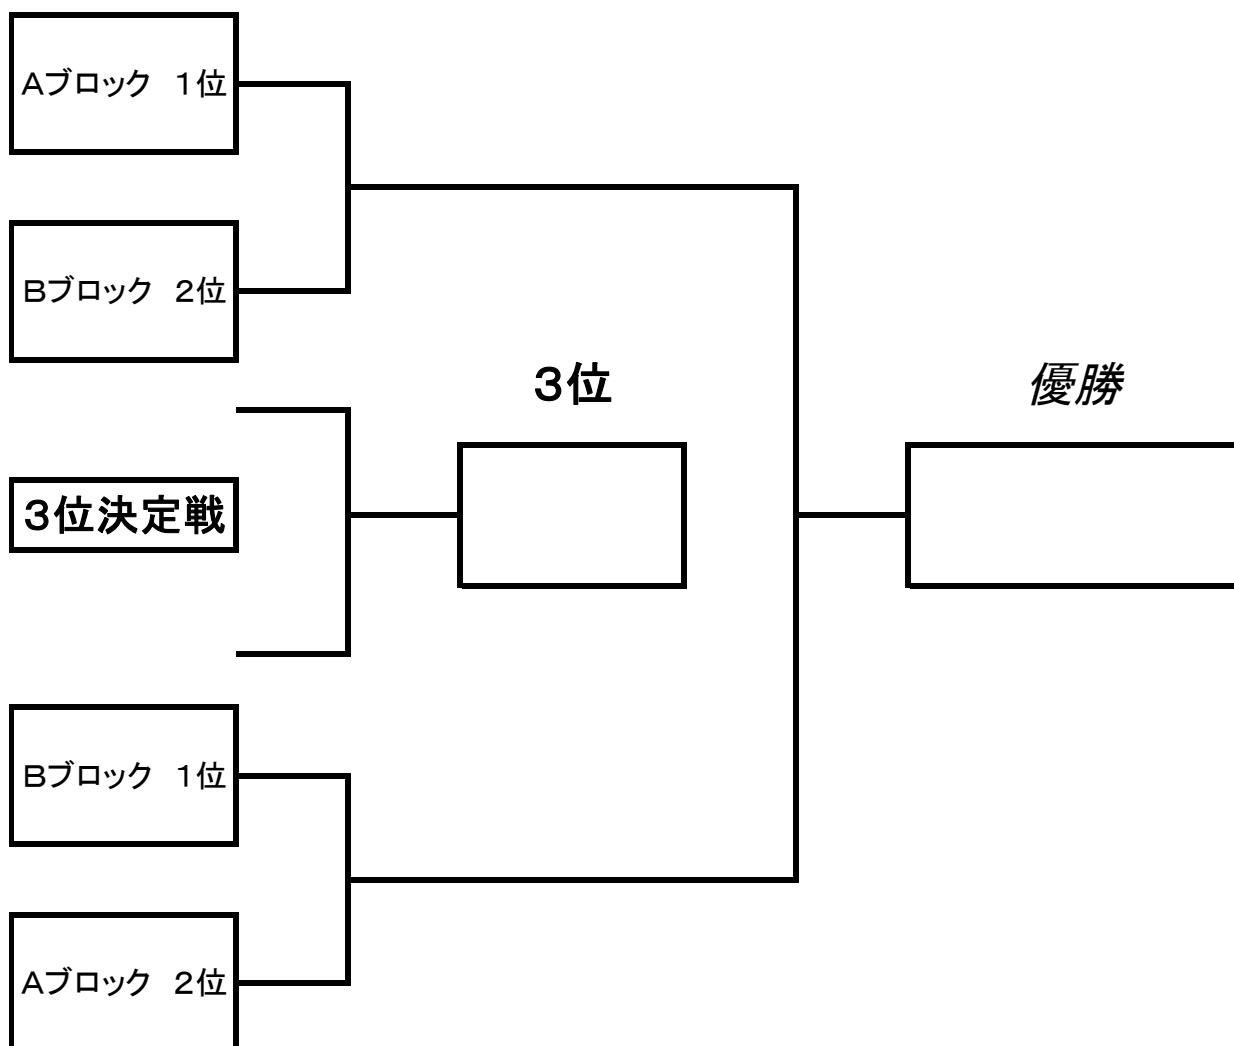 Ａブロック　１位
Ｂブロック　２位
３位
優勝
３位決定戦
Ｂブロック　１位
Ａブロック　２位